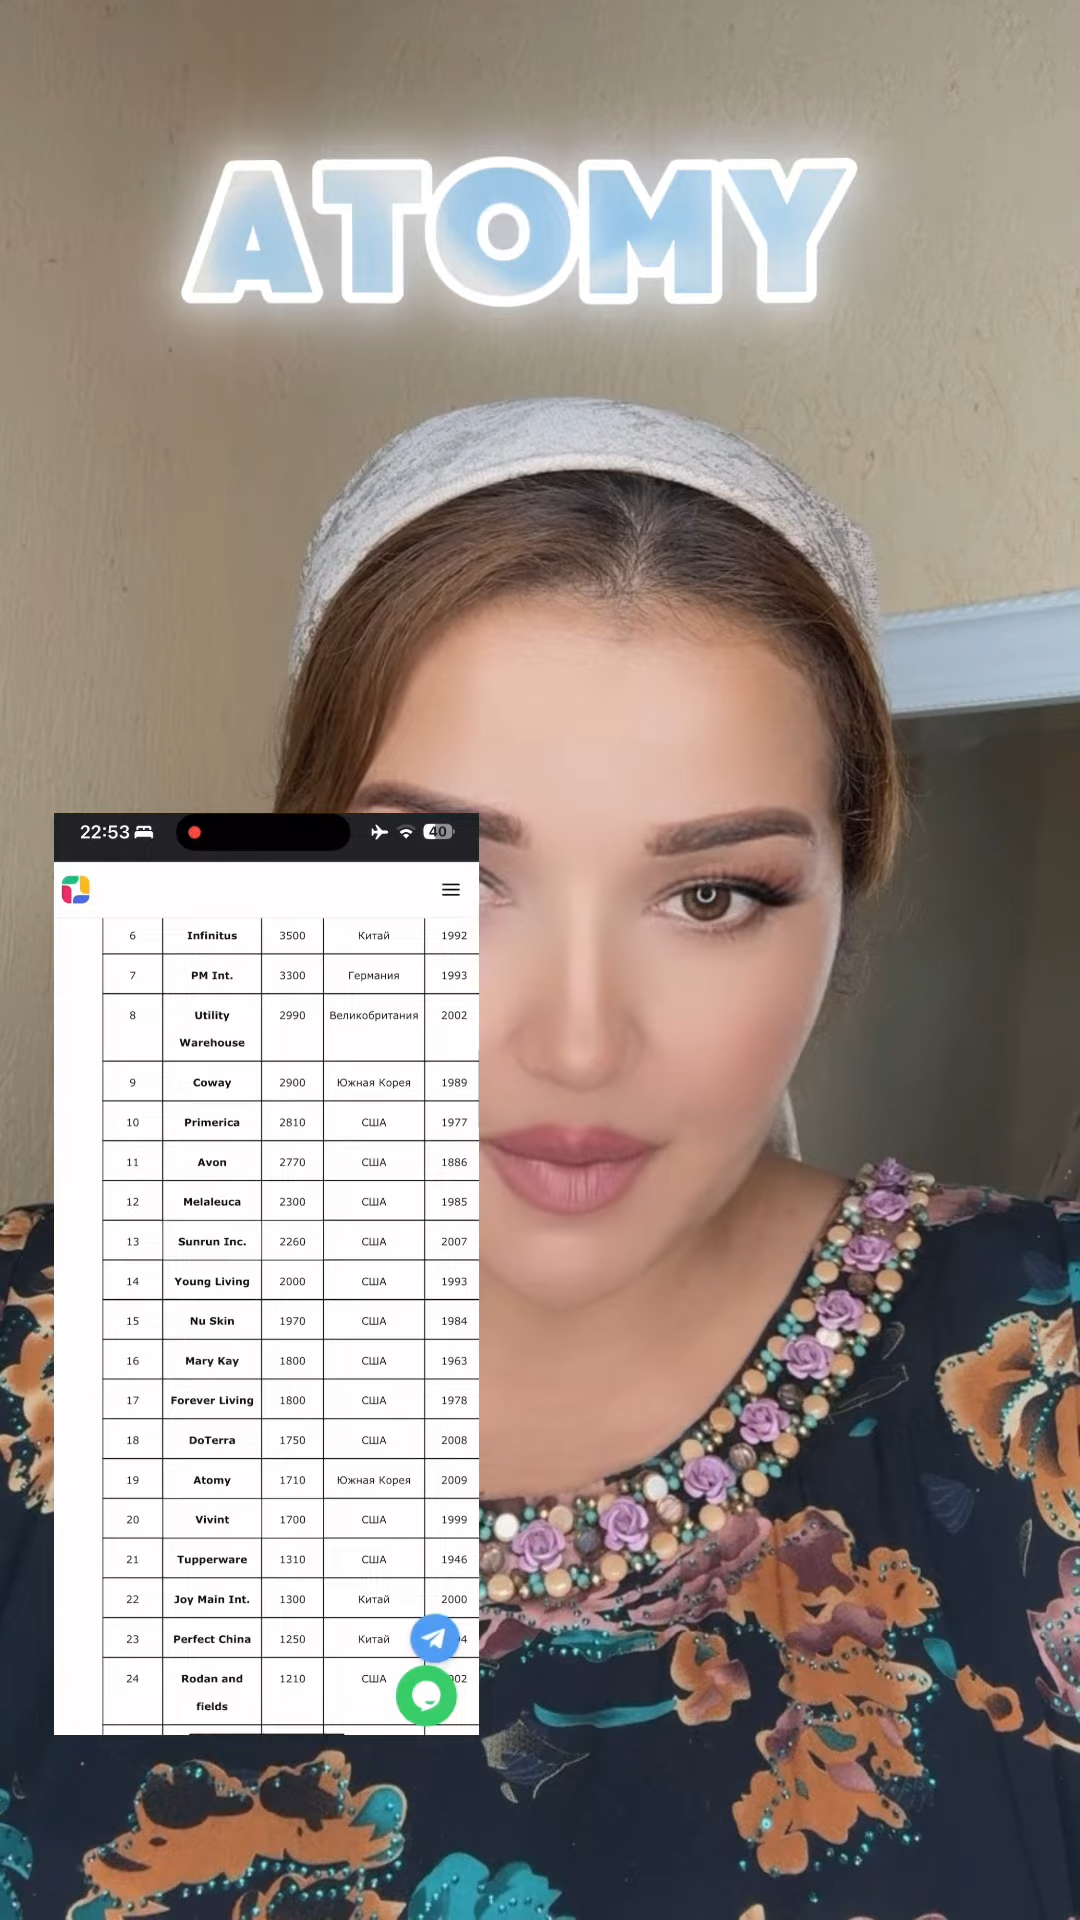 ATOMY
22:53
40
6 Infinitus 3500 Китай 1992
7 PM Int. 3300 Германия 1993
8 Utility 2990 Великобритания 2002
Warehouse
9 Coway 2900 Южная Корея 1989
10 Primerica 2810 США 1977
11 Avon 2770 США 1886
12 Melaleuca 2300 США 1985
13 Sunrun Inc. 2260 США 2007
14 Young Living 2000 США 1993
15 Nu Skin 1970 США 1984
16 Mary Kay 1800 США 1963
17 Forever Living 1800 США 1978
18 DoTerra 1750 США 2008
19 Atomy 1710 Южная Корея 2009
20 Vivint 1700 США 1999
21 Tupperware 1310 США 1946
22 Joy Main Int. 1300 Китай 2000
23 Perfect China 1250 Китай
24 Rodan and 1210 США
fields